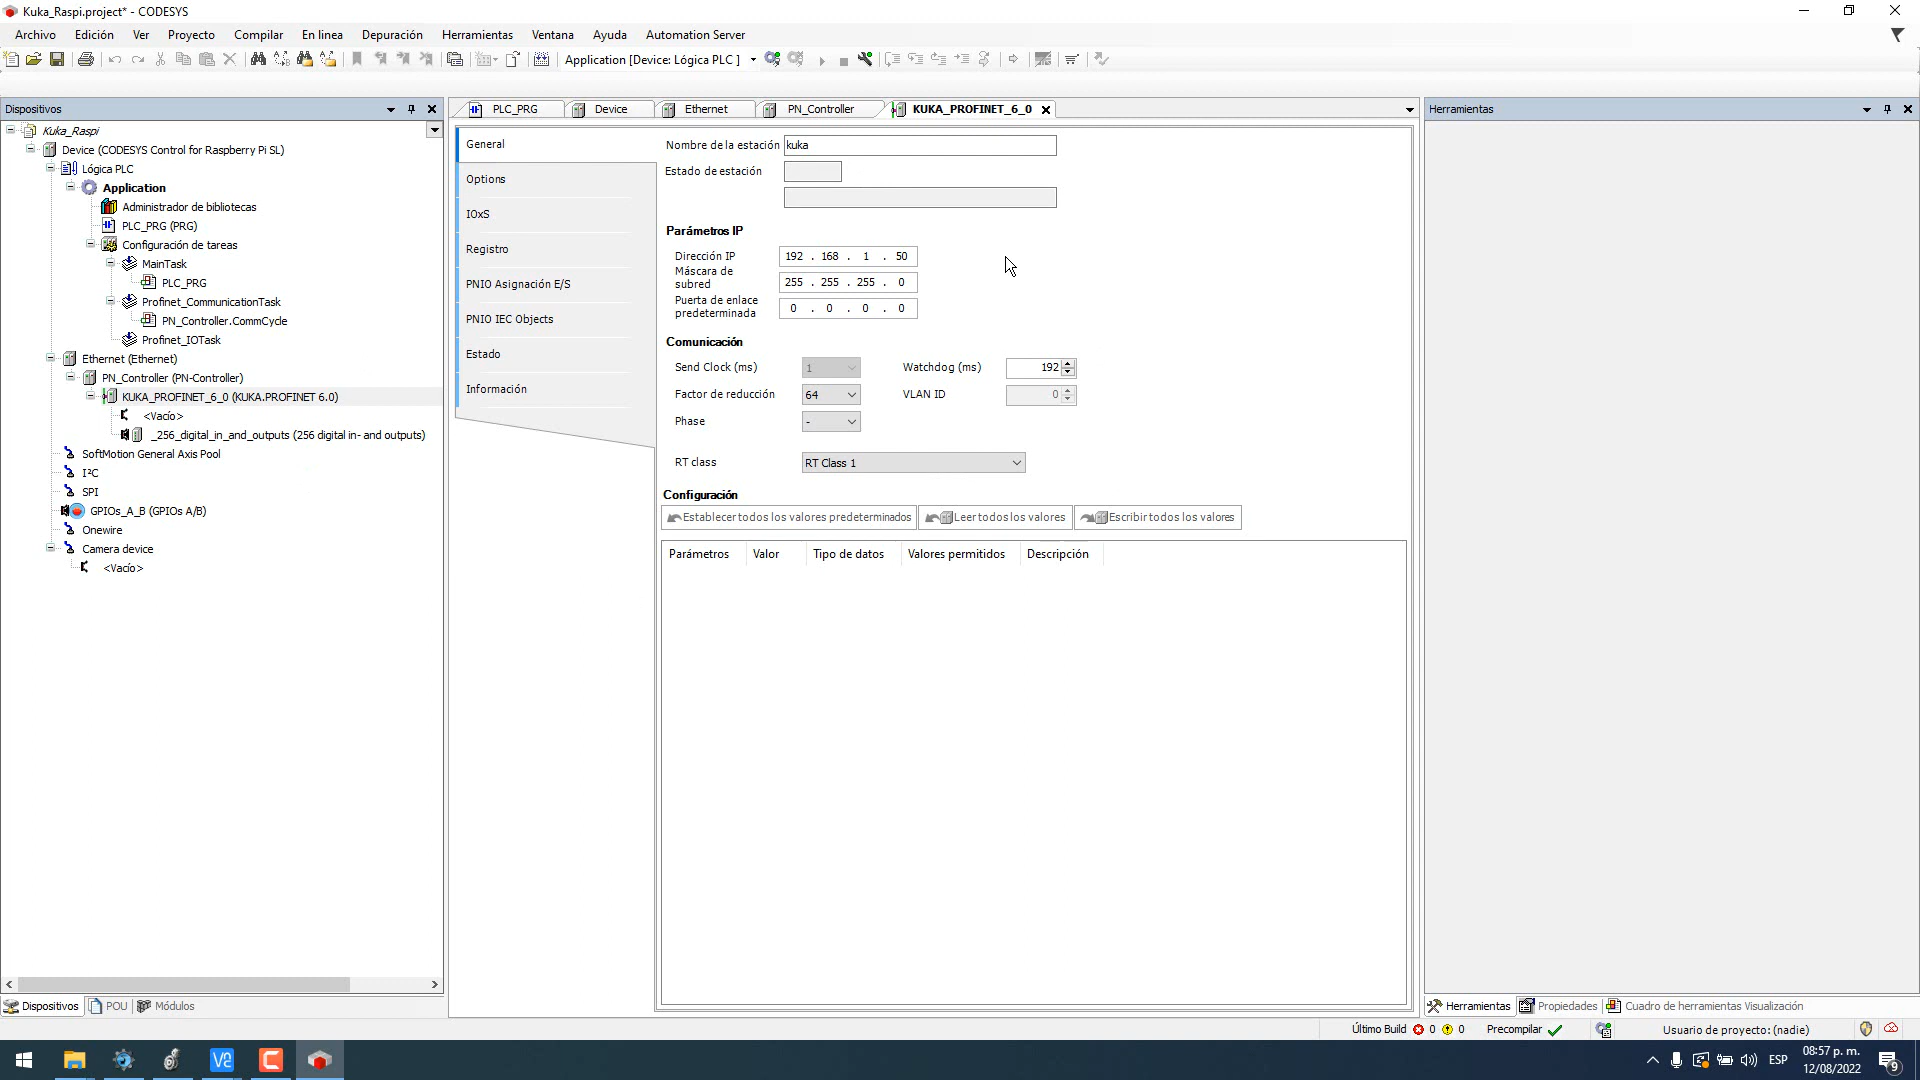 Kuka_Raspi.project* - CODESYS
Archivo Edición Ver Proyecto Compilar En linea Depuración Herramientas Ventana Ayuda Automation Server
Application [Device: Lógica PLC ]
Dispositivos
Kuka_Raspi
Device (CODESYS Control for Raspberry Pi SL)
Lógica PLC
Application
Administrador de bibliotecas
PLC_PRG (PRG)
Configuración de tareas
MainTask
PLC_PRG
Profinet_CommunicationTask
PN_Controller.CommCycle
Profinet_IOTask
Ethernet (Ethernet)
PN_Controller (PN-Controller)
KUKA_PROFINET_6_0 (KUKA.PROFINET 6.0)
<Vacío>
_256_digital_in_and_outputs (256 digital in- and outputs)
SoftMotion General Axis Pool
I²C
SPI
GPIOs_A_B (GPIOs A/B)
Onewire
Camera device
<Vacío>
Dispositivos POU Módulos
PLC_PRG Device Ethernet PN_Controller KUKA_PROFINET_6_0
General
Options
IOxS
Registro
PNIO Asignación E/S
PNIO IEC Objects
Estado
Información
Nombre de la estación kuka
Estado de estación
Parámetros IP
Dirección IP 192 . 168 . 1 . 50
Máscara de subred 255 . 255 . 255 . 0
Puerta de enlace predeterminada 0 . 0 . 0 . 0
Comunicación
Send Clock (ms) 1 Watchdog (ms) 192
Factor de reducción 64 VLAN ID 0
Phase -
RT class RT Class 1
Configuración
Establecer todos los valores predeterminados Leer todos los valores Escribir todos los valores
Parámetros Valor Tipo de datos Valores permitidos Descripción
Herramientas
Herramientas Propiedades Cuadro de herramientas Visualización
Último Build 0 0 Precompilar Usuario de proyecto: (nadie)
ESP 08:57 p. m.
12/08/2022
9